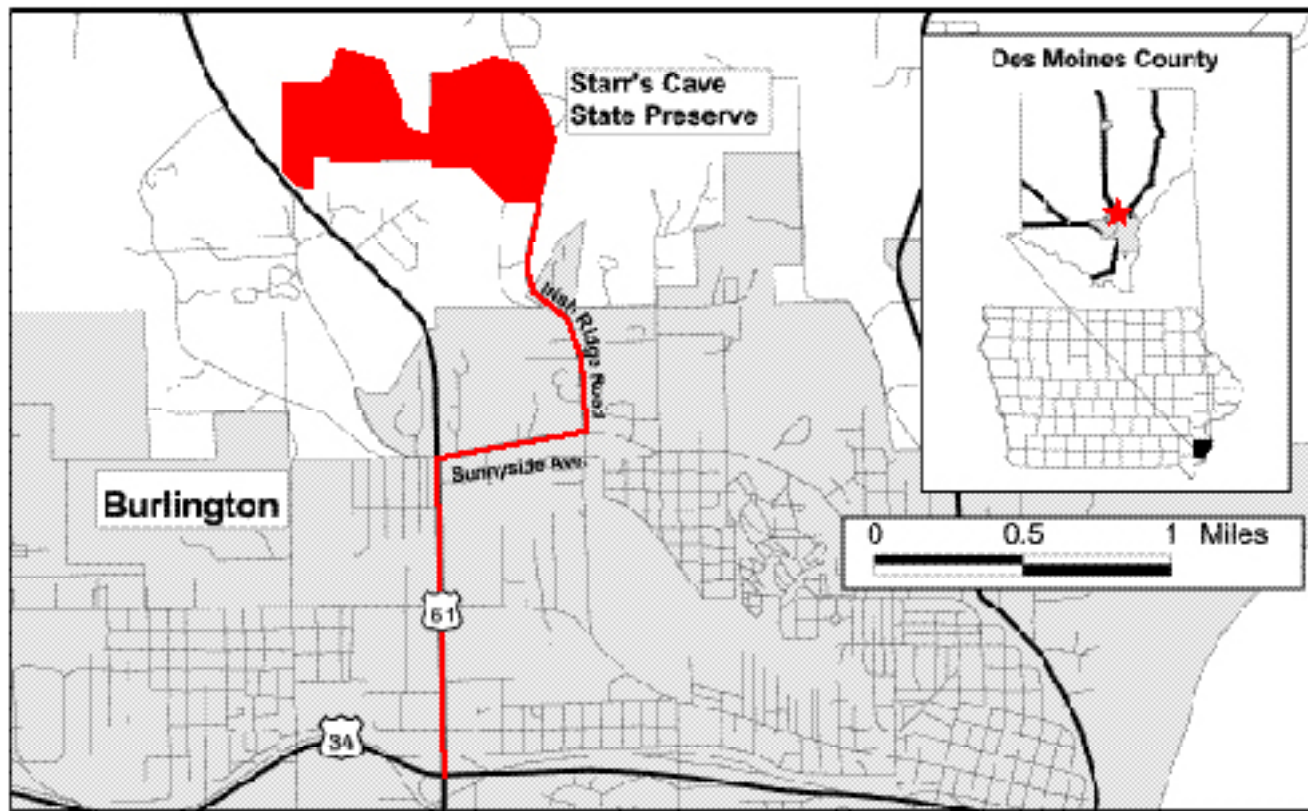 Starr's Cave
State Preserve
Des Moines County
Irish Ridge Road
Sunnyside Ave.
Burlington
0 0.5 1 Miles
61
34